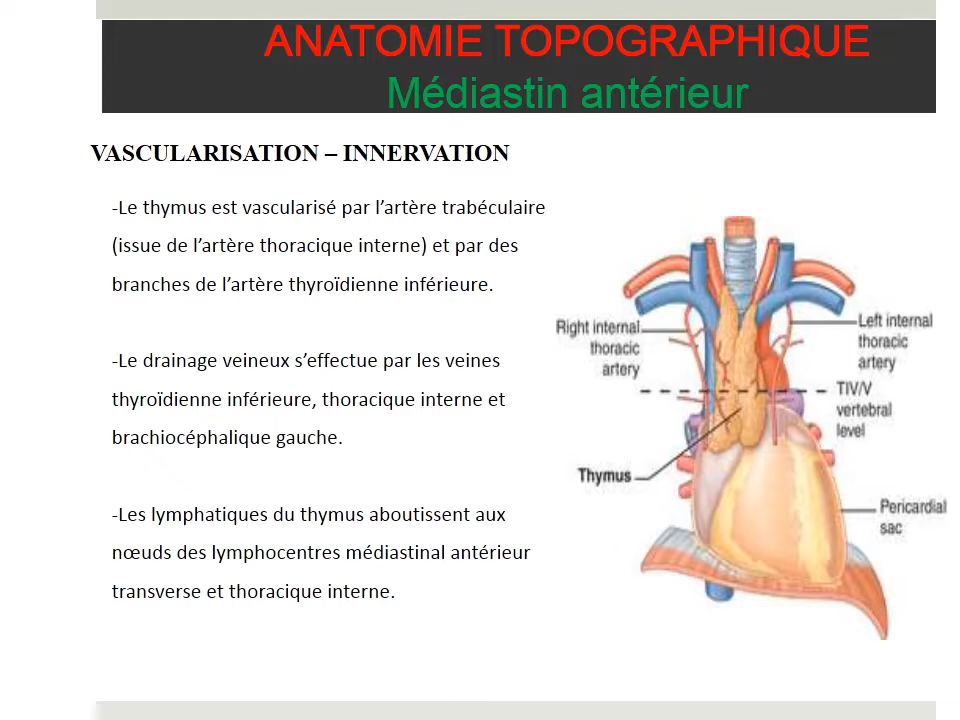 ANATOMIE TOPOGRAPHIQUE
Médiastin antérieur
VASCULARISATION – INNERVATION
-Le thymus est vascularisé par l’artère trabéculaire
(issue de l’artère thoracique interne) et par des
branches de l’artère thyroïdienne inférieure.
-Le drainage veineux s’effectue par les veines
thyroïdienne inférieure, thoracique interne et
brachiocéphalique gauche.
-Les lymphatiques du thymus aboutissent aux
nœuds des lymphocentres médiastinal antérieur
transverse et thoracique interne.
Right internal
thoracic
artery
Left internal
thoracic
artery
TIV/V
vertebral
level
Thymus
Pericardial
sac